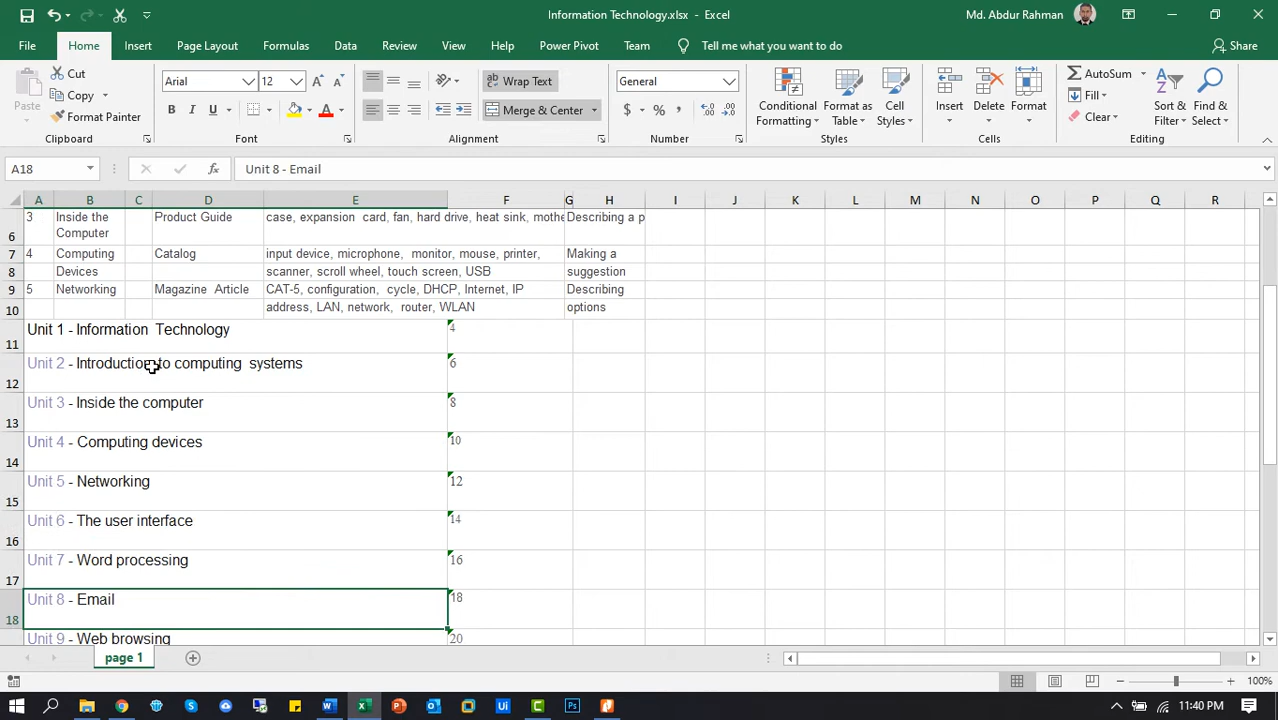 Information Technology.xlsx - Excel
Md. Abdur Rahman
File Home Insert Page Layout Formulas Data Review View Help Power Pivot Team Tell me what you want to do Share
Paste
Cut
Copy
Format Painter
Clipboard
Arial 12
A A
B I U A
Font
ab
Wrap Text
Merge & Center
Alignment
General
$ % ,
Number
Conditional Formatting
Format as Table
Cell Styles
Styles
Insert
Delete
Format
Cells
AutoSum
Fill
Clear
Sort & Filter
Find & Select
Editing
A18 fx Unit 8 - Email
A B C D E F G H I J K L M N O P Q R
6 3 Inside the Computer Product Guide case, expansion card, fan, hard drive, heat sink, mothe Describing a p
7 4 Computing Catalog input device, microphone, monitor, mouse, printer, Making a
8 Devices scanner, scroll wheel, touch screen, USB suggestion
9 5 Networking Magazine Article CAT-5, configuration, cycle, DHCP, Internet, IP Describing
10 address, LAN, network, router, WLAN options
11 Unit 1 - Information Technology 4
12 Unit 2 - Introduction to computing systems 6
13 Unit 3 - Inside the computer 8
14 Unit 4 - Computing devices 10
15 Unit 5 - Networking 12
16 Unit 6 - The user interface 14
17 Unit 7 - Word processing 16
18 Unit 8 - Email 18
Unit 9 - Web browsing 20
page 1
100%
11:40 PM